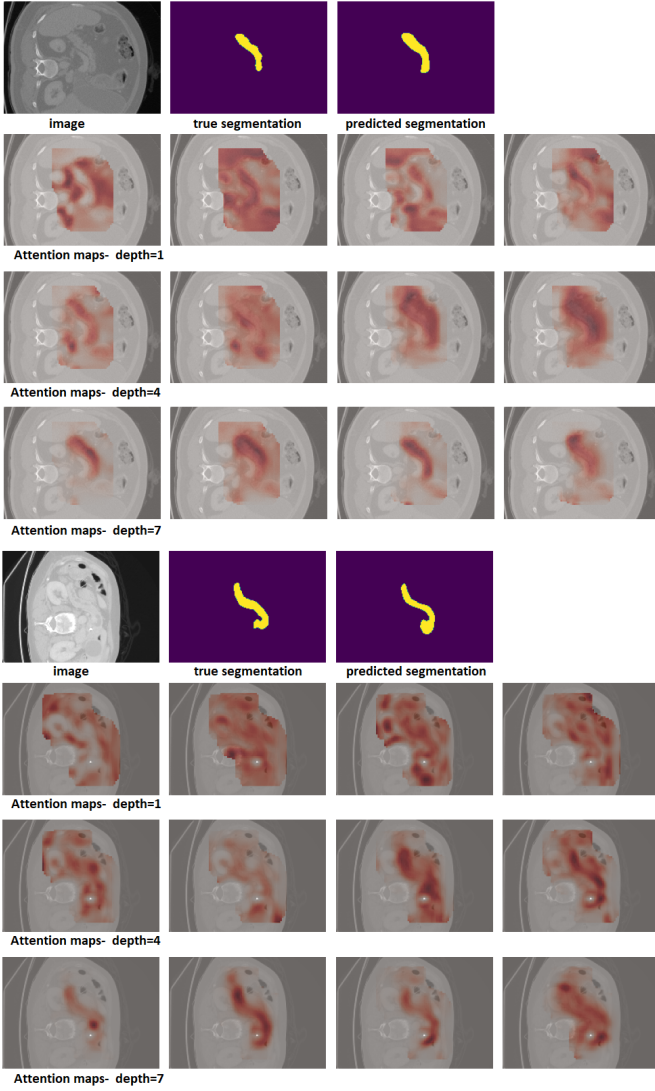 image
true segmentation
predicted segmentation
Attention maps- depth=1
Attention maps- depth=4
Attention maps- depth=7
image
true segmentation
predicted segmentation
Attention maps- depth=1
Attention maps- depth=4
Attention maps- depth=7